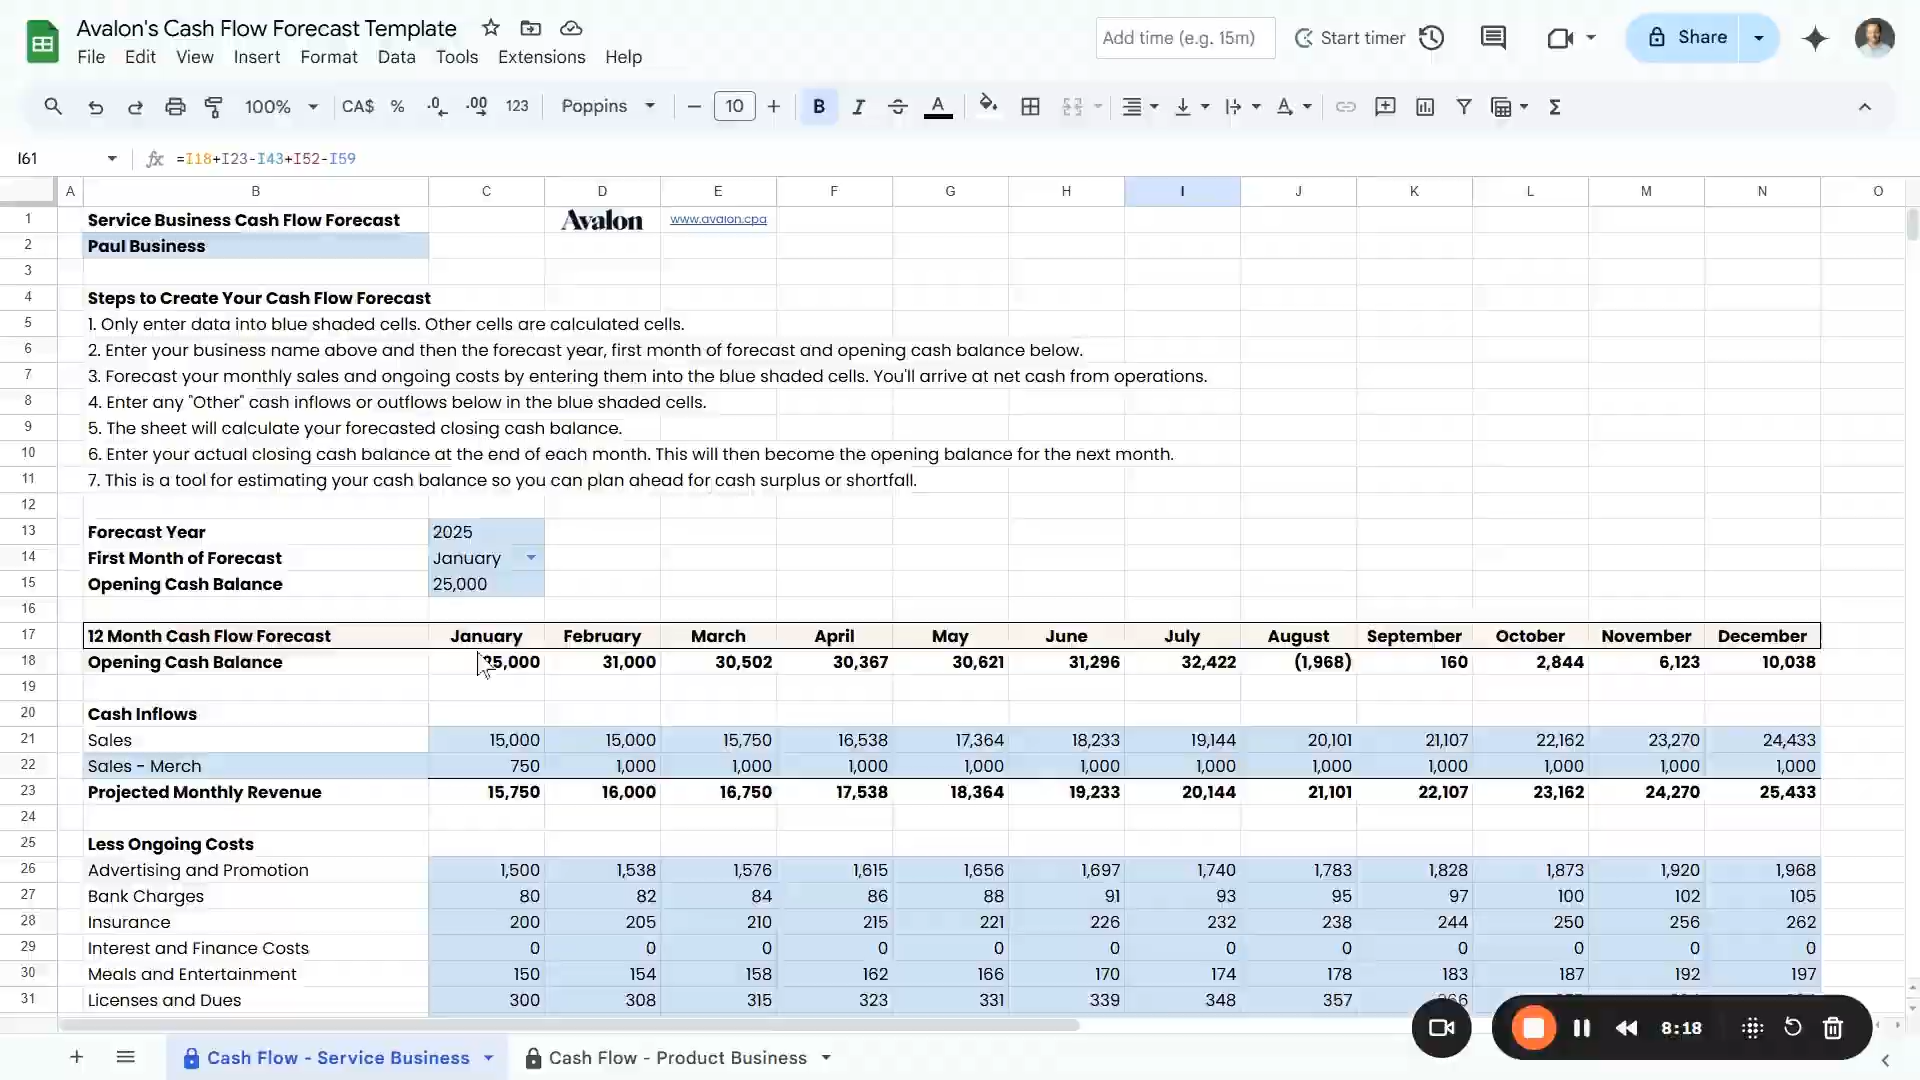 Avalon's Cash Flow Forecast Template
Add time (e.g. 15m)
Start timer
Share
File Edit View Insert Format Data Tools Extensions Help
100% CA$ % .0 .00 123 Poppins 10 B I A Σ
I61 fx =I18+I23-I43+I52-I59
A B C D E F G H I J K L M N O
1 Service Business Cash Flow Forecast Avalon www.avalon.cpa
2 Paul Business
3
4 Steps to Create Your Cash Flow Forecast
5 1. Only enter data into blue shaded cells. Other cells are calculated cells.
6 2. Enter your business name above and then the forecast year, first month of forecast and opening cash balance below.
7 3. Forecast your monthly sales and ongoing costs by entering them into the blue shaded cells. You'll arrive at net cash from operations.
8 4. Enter any "Other" cash inflows or outflows below in the blue shaded cells.
9 5. The sheet will calculate your forecasted closing cash balance.
10 6. Enter your actual closing cash balance at the end of each month. This will then become the opening balance for the next month.
11 7. This is a tool for estimating your cash balance so you can plan ahead for cash surplus or shortfall.
12
13 Forecast Year 2025
14 First Month of Forecast January
15 Opening Cash Balance 25,000
16
17 12 Month Cash Flow Forecast January February March April May June July August September October November December
18 Opening Cash Balance 25,000 31,000 30,502 30,367 30,621 31,296 32,422 (1,968) 160 2,844 6,123 10,038
19
20 Cash Inflows
21 Sales 15,000 15,000 15,750 16,538 17,364 18,233 19,144 20,101 21,107 22,162 23,270 24,433
22 Sales - Merch 750 1,000 1,000 1,000 1,000 1,000 1,000 1,000 1,000 1,000 1,000 1,000
23 Projected Monthly Revenue 15,750 16,000 16,750 17,538 18,364 19,233 20,144 21,101 22,107 23,162 24,270 25,433
24
25 Less Ongoing Costs
26 Advertising and Promotion 1,500 1,538 1,576 1,615 1,656 1,697 1,740 1,783 1,828 1,873 1,920 1,968
27 Bank Charges 80 82 84 86 88 91 93 95 97 100 102 105
28 Insurance 200 205 210 215 221 226 232 238 244 250 256 262
29 Interest and Finance Costs 0 0 0 0 0 0 0 0 0 0 0 0
30 Meals and Entertainment 150 154 158 162 166 170 174 178 183 187 192 197
31 Licenses and Dues 300 308 315 323 331 339 348 357
8:18
Cash Flow - Service Business Cash Flow - Product Business